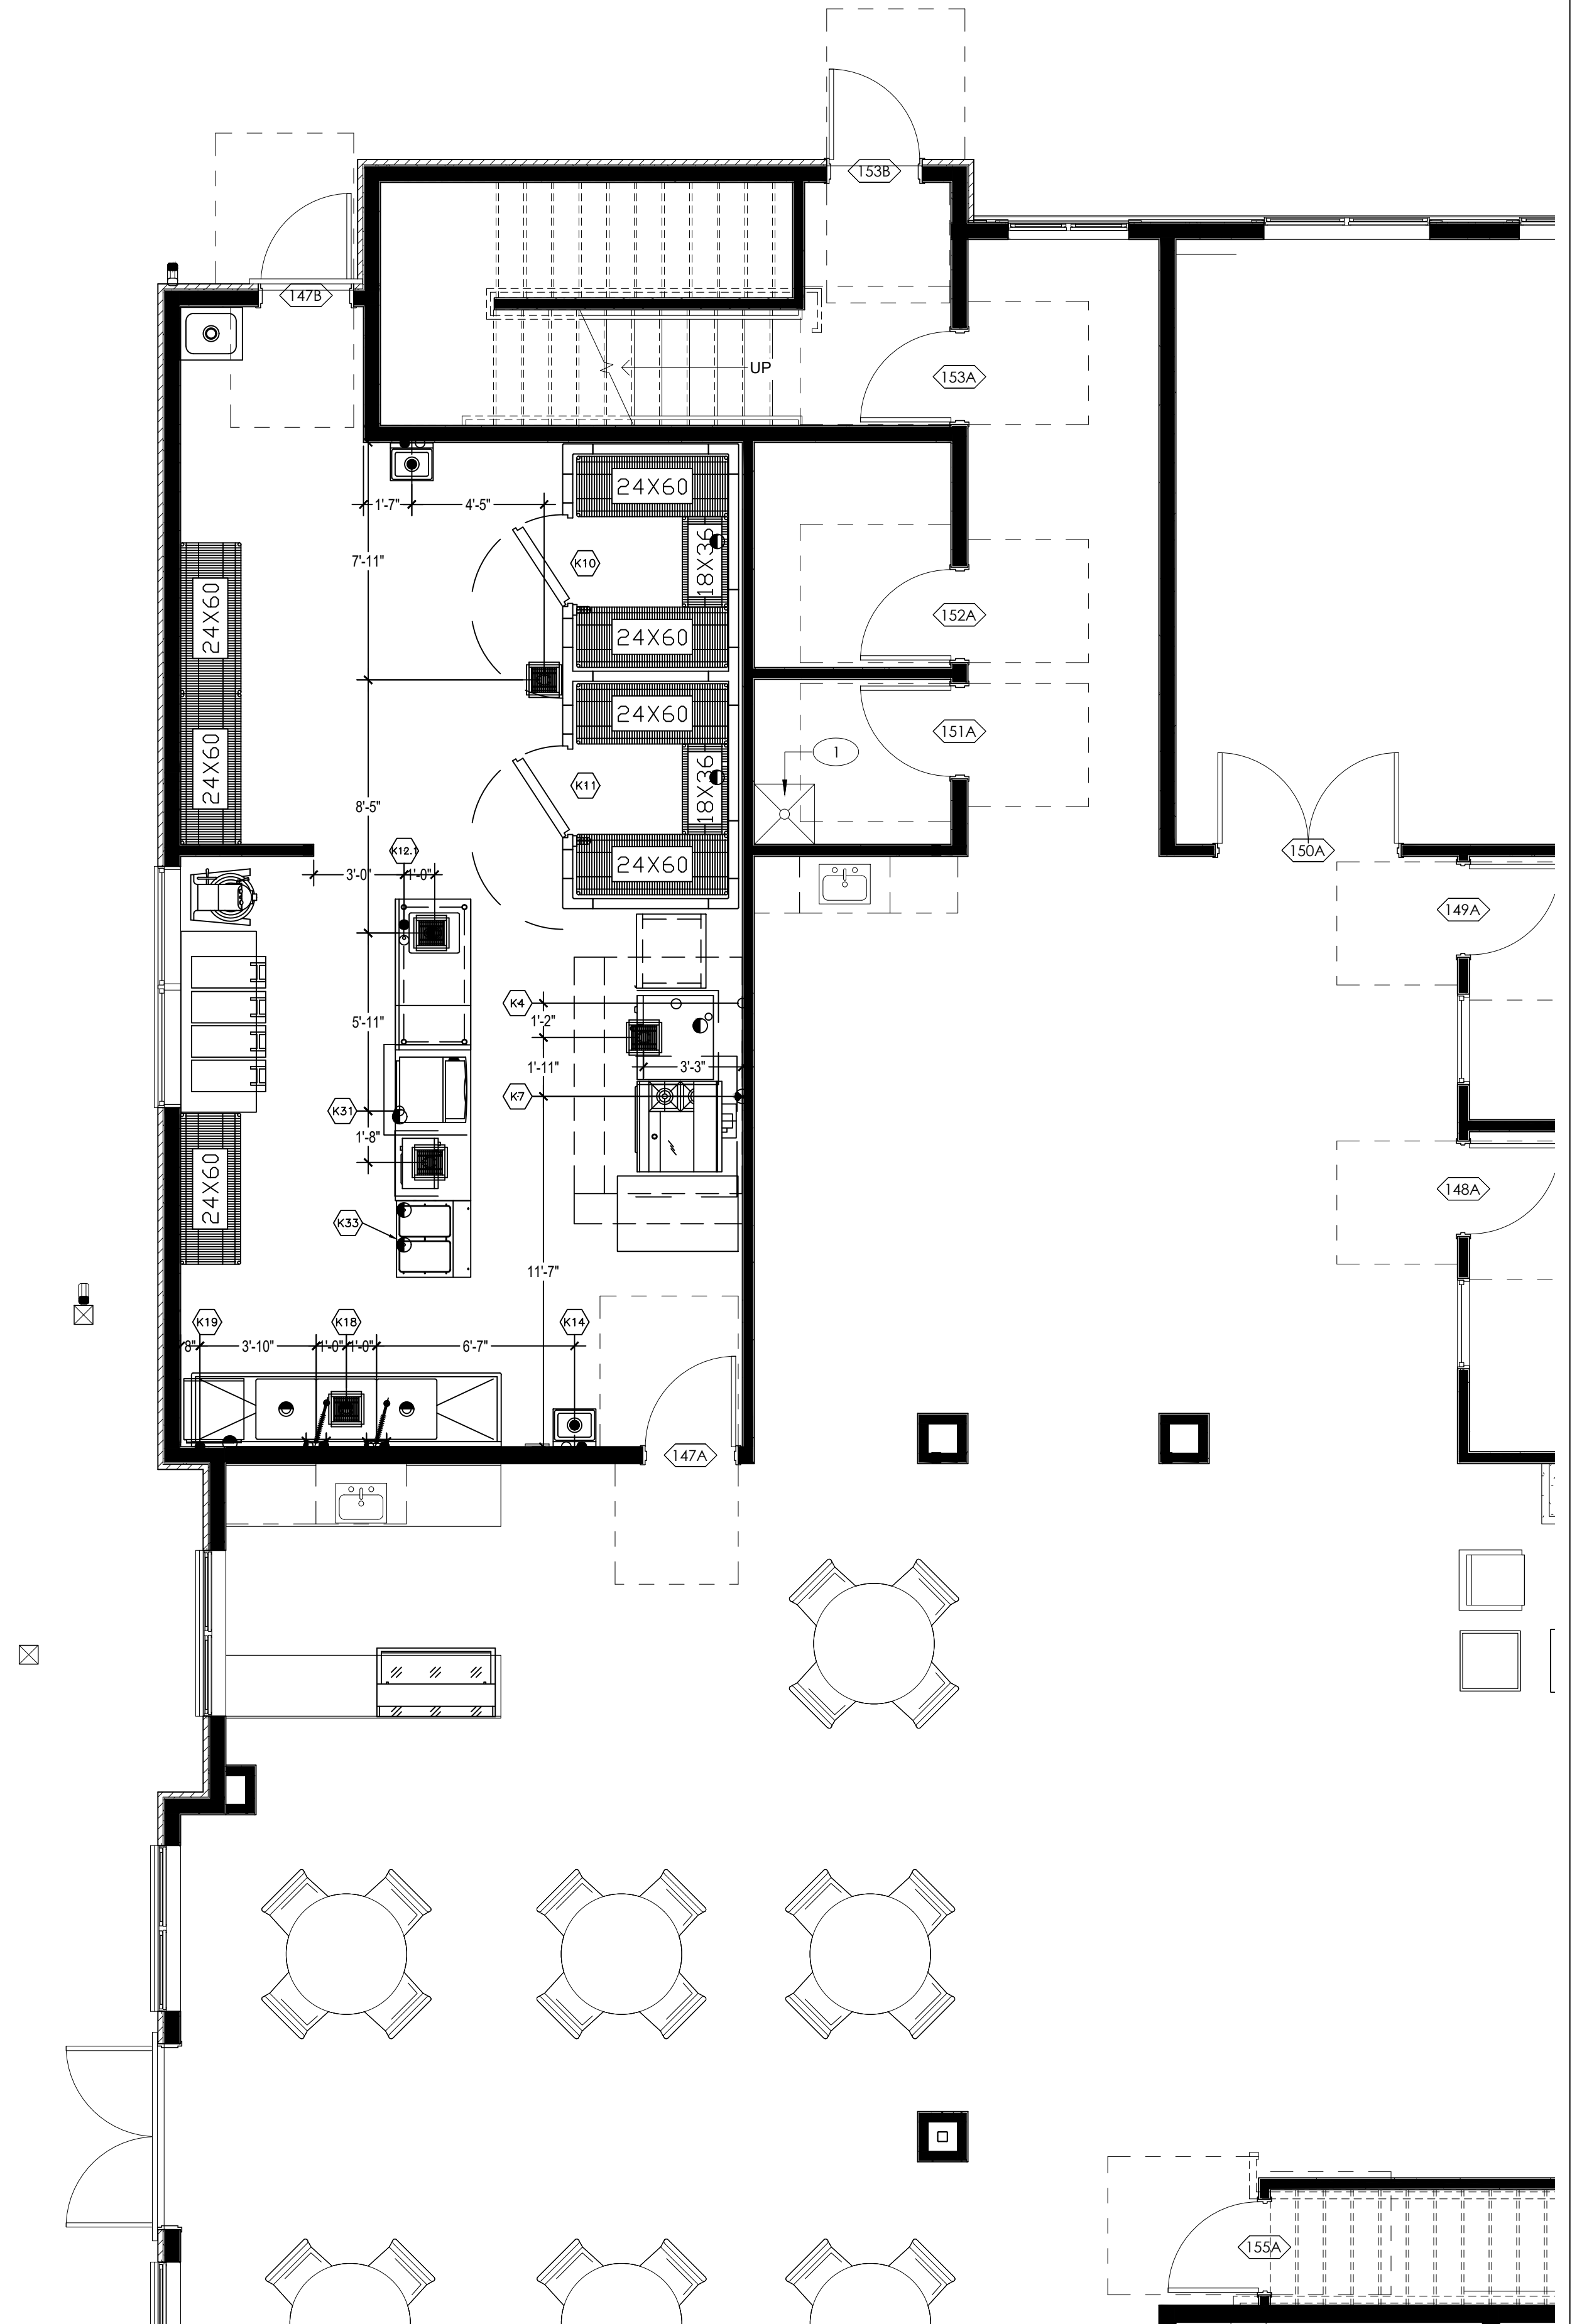 153B
147B
153A
UP
24X60
1'-7"
4'-5"
18X36
7'-11"
K10
24X60
152A
24X60
24X60
151A
1
24X60
18X36
K11
8'-5"
K12.1
150A
24X60
3'-0"
1'-0"
149A
K4
5'-11"
1'-2"
1'-11"
3'-3"
K7
K31
1'-8"
24X60
148A
K33
11'-7"
K19
K18
K14
8"
3'-10"
1'-0"
1'-0"
6'-7"
147A
155A